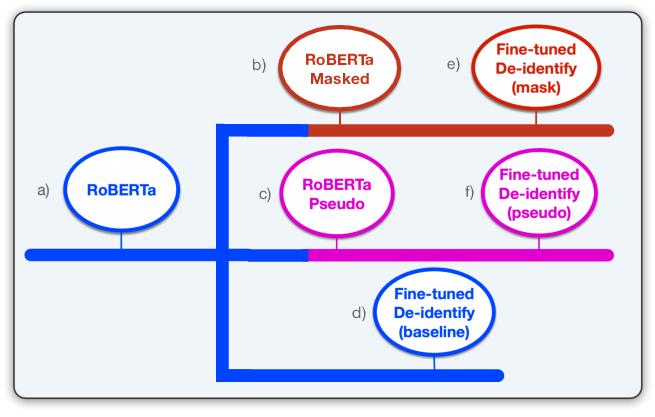 b)
RoBERTa
Masked
e)
Fine-tuned
De-identify
(mask)
a)
RoBERTa
c)
RoBERTa
Pseudo
f)
Fine-tuned
De-identify
(pseudo)
d)
Fine-tuned
De-identify
(baseline)